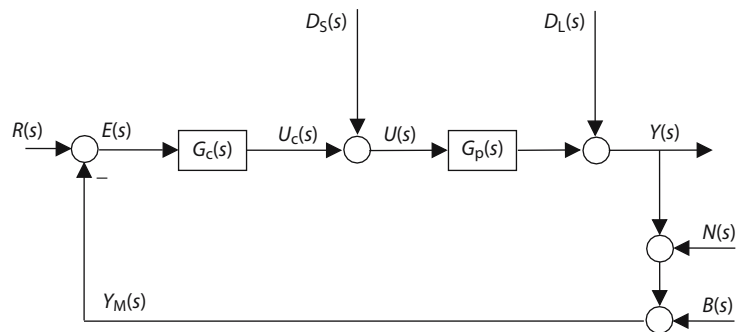 D_S(s)
D_L(s)
R(s)
E(s)
G_c(s)
U_c(s)
U(s)
G_p(s)
Y(s)
–
N(s)
Y_M(s)
B(s)